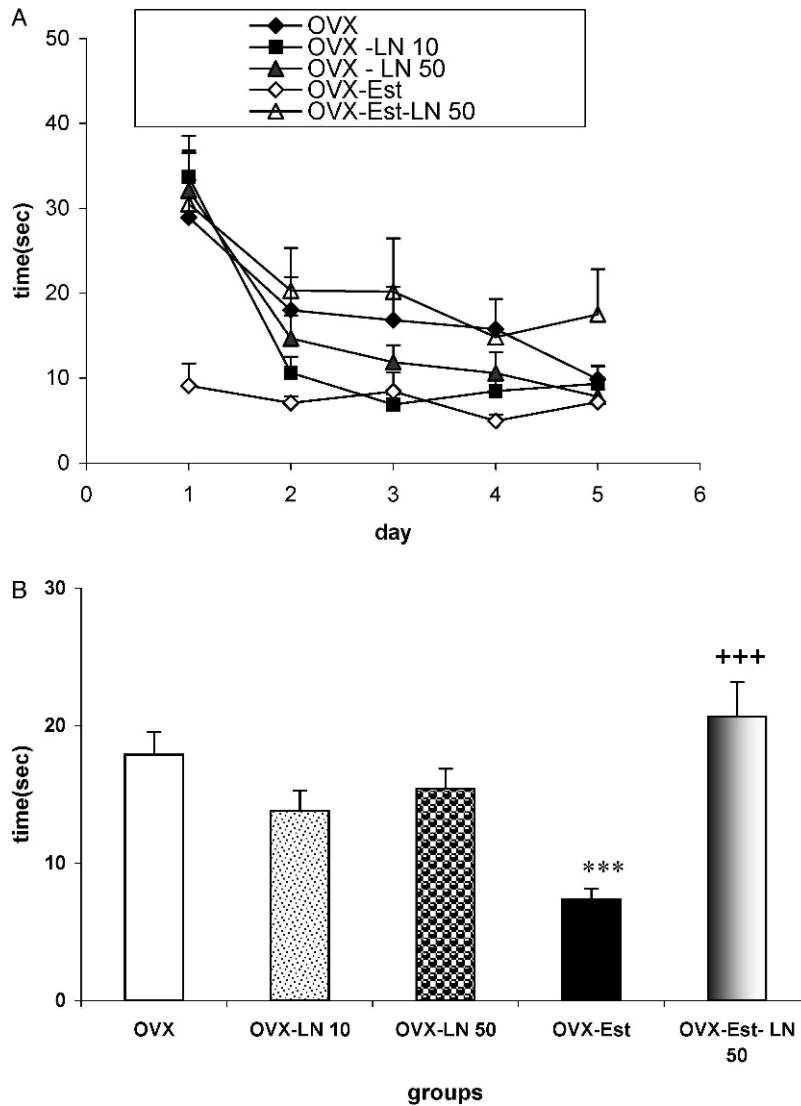 A
OVX
OVX -LN 10
OVX - LN 50
OVX-Est
OVX-Est-LN 50
50
40
30
20
10
0
time(sec)
0 1 2 3 4 5 6
day
B
30
20
10
0
time(sec)
***
+++
OVX OVX-LN 10 OVX-LN 50 OVX-Est OVX-Est- LN
50
groups